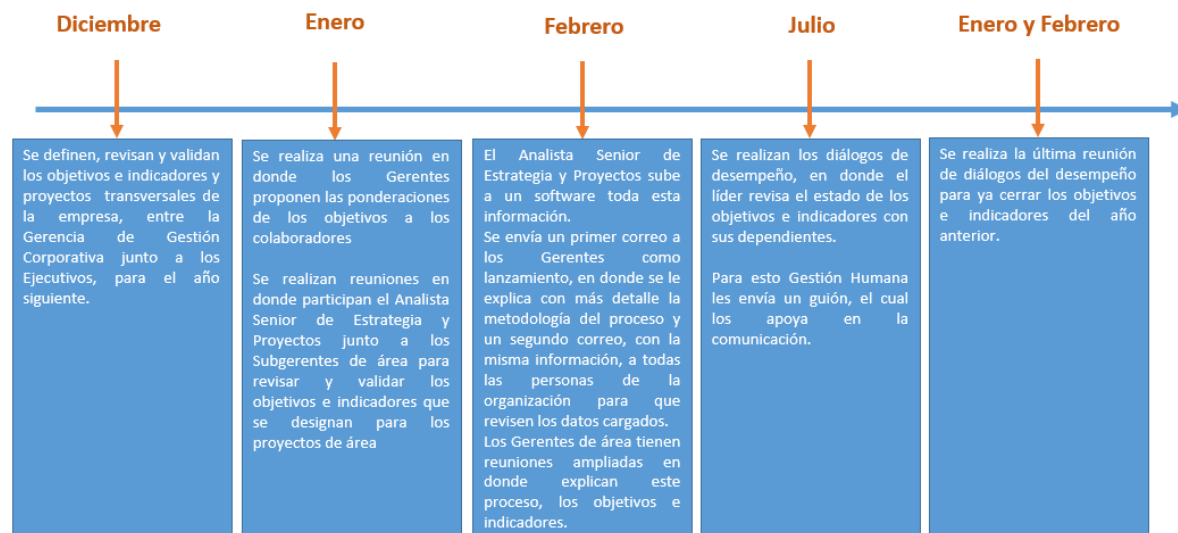 Diciembre
Enero
Febrero
Julio
Enero y Febrero
Se definen, revisan y validan
los objetivos e indicadores y
proyectos transversales de
la empresa, entre la
Gerencia de Gestión
Corporativa junto a los
Ejecutivos, para el año
siguiente.
Se realiza una reunión en
donde los Gerentes
proponen las ponderaciones
de los objetivos a los
colaboradores
Se realizan reuniones en
donde participan el Analista
Senior de Estrategia y
Proyectos junto a los
Subgerentes de área para
revisar y validar los
objetivos e indicadores que
se designan para los
proyectos de área
El Analista Senior de
Estrategia y Proyectos sube
a un software toda esta
información.
Se envía un primer correo a
los Gerentes como
lanzamiento, en donde se le
explica con más detalle la
metodología del proceso y
un segundo correo, con la
misma información, a todas
las personas de la
organización para que
revisen los datos cargados.
Los Gerentes de área tienen
reuniones ampliadas en
donde explican este
proceso, los objetivos e
indicadores.
Se realizan los diálogos de
desempeño, en donde el
líder revisa el estado de los
objetivos e indicadores con
sus dependientes.
Para esto Gestión Humana
les envía un guión, el cual
los apoya en la
comunicación.
Se realiza la última reunión
de diálogos del desempeño
para ya cerrar los objetivos
e indicadores del año
anterior.